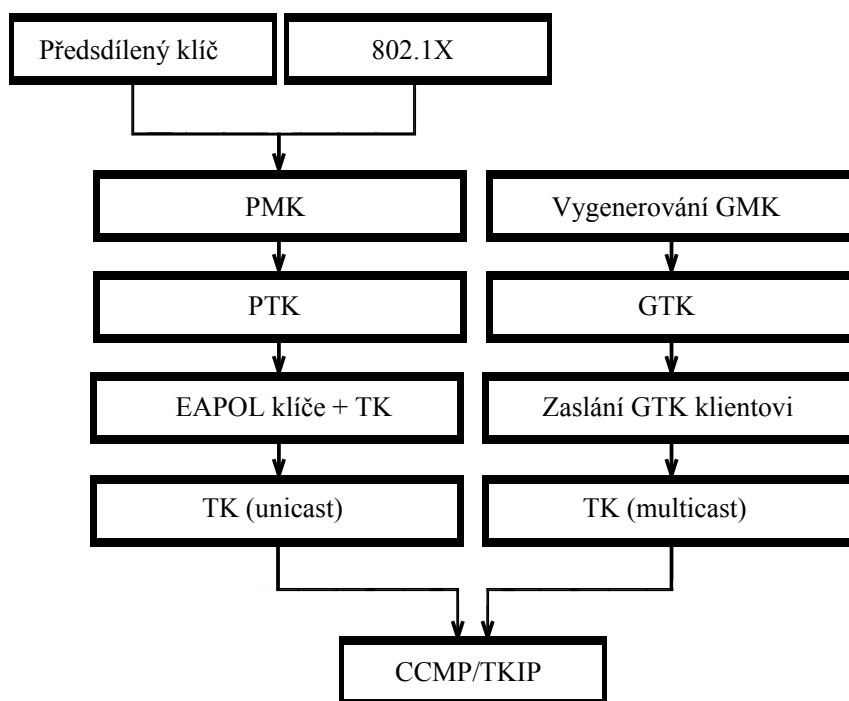 Předsdílený klíč
802.1X
PMK
Vygenerování GMK
PTK
GTK
EAPOL klíče + TK
Zaslání GTK klientovi
TK (unicast)
TK (multicast)
CCMP/TKIP